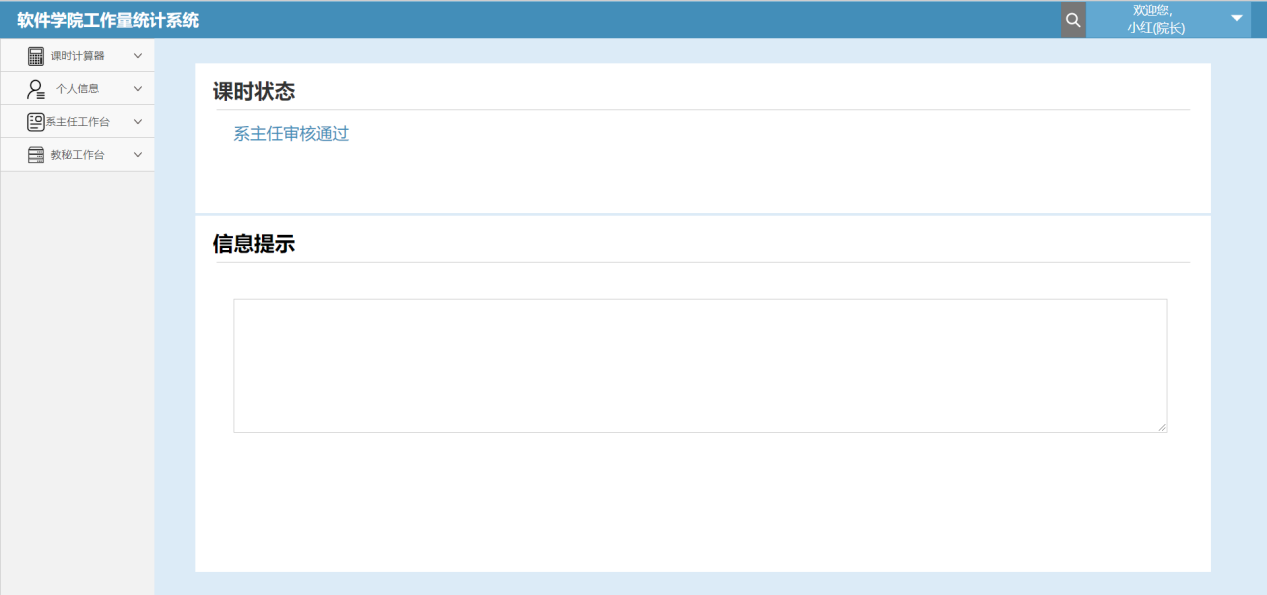 软件学院工作量统计系统
欢迎您,
小红(院长)
课时计算器
个人信息
系主任工作台
教秘工作台
课时状态
系主任审核通过
信息提示